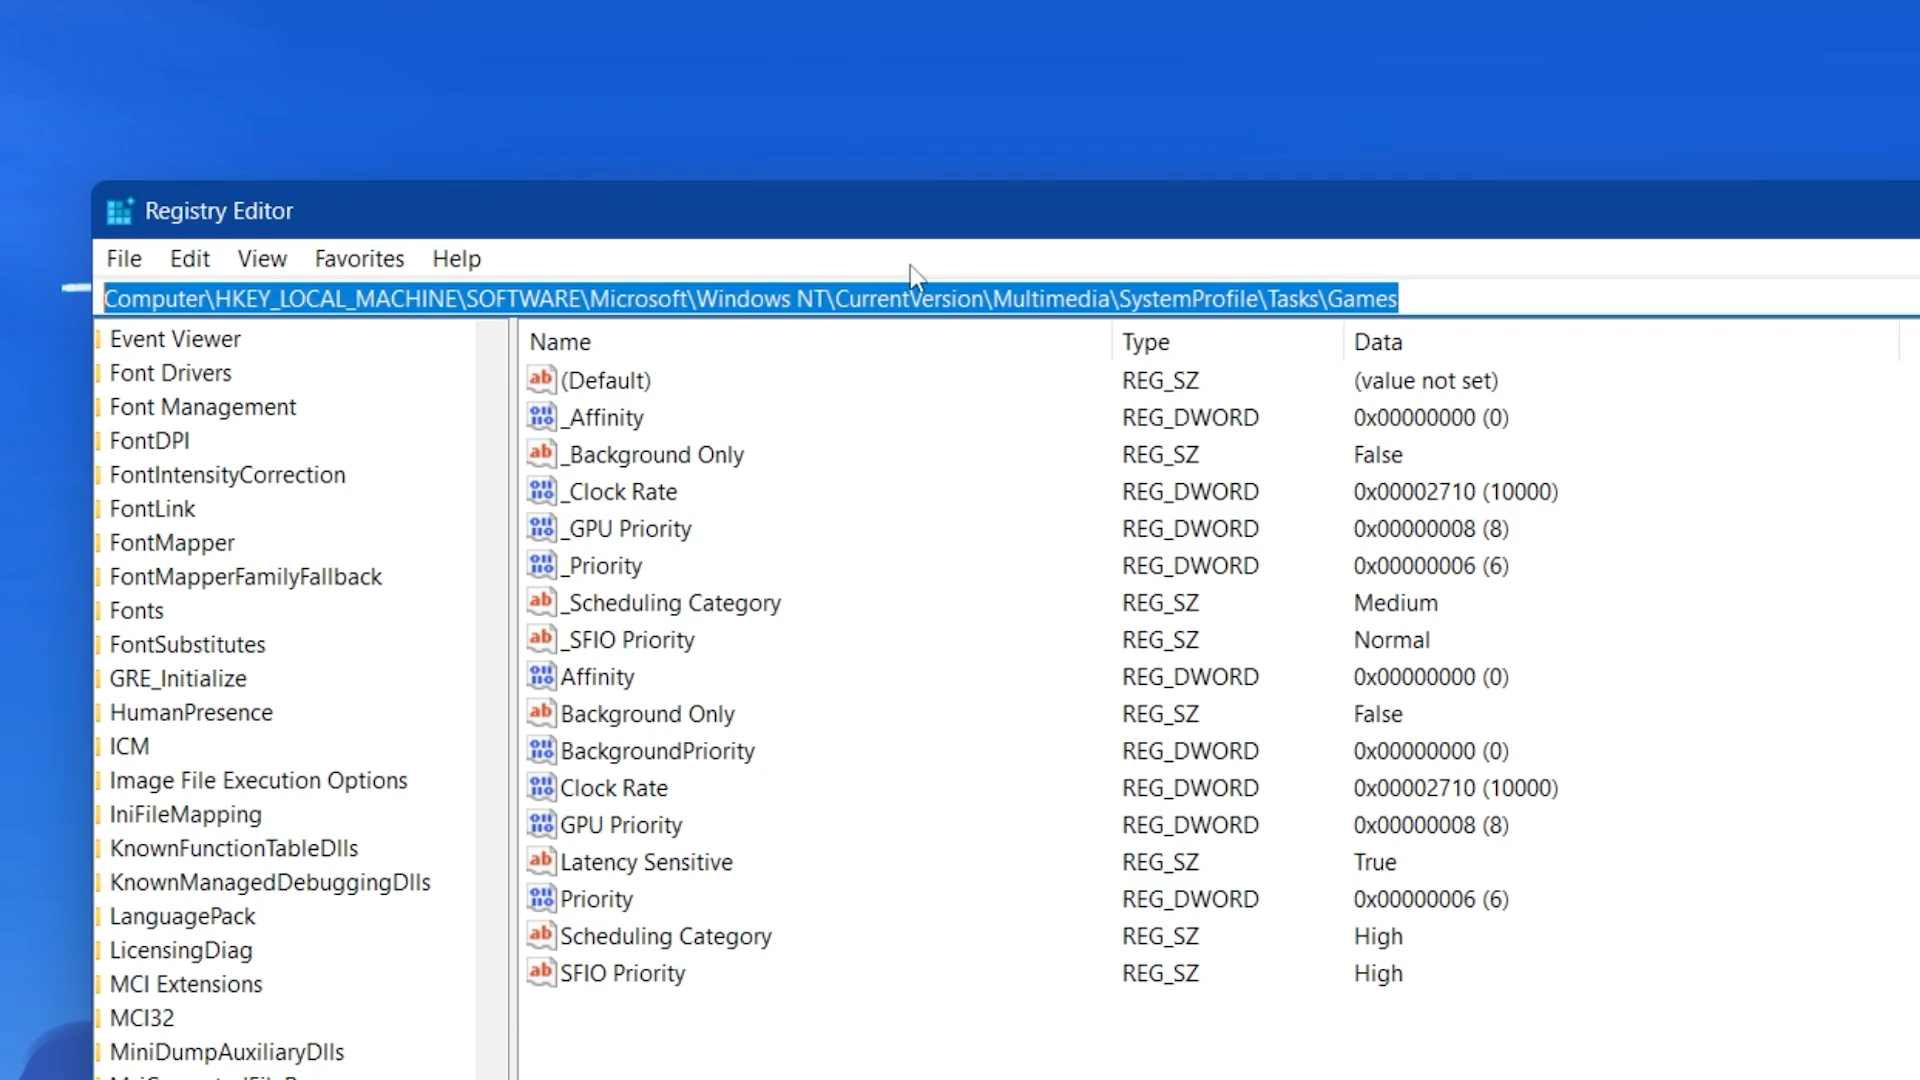 Registry Editor
File Edit View Favorites Help
Computer\HKEY_LOCAL_MACHINE\SOFTWARE\Microsoft\Windows NT\CurrentVersion\Multimedia\SystemProfile\Tasks\Games
Event Viewer
Font Drivers
Font Management
FontDPI
FontIntensityCorrection
FontLink
FontMapper
FontMapperFamilyFallback
Fonts
FontSubstitutes
GRE_Initialize
HumanPresence
ICM
Image File Execution Options
IniFileMapping
KnownFunctionTableDlls
KnownManagedDebuggingDlls
LanguagePack
LicensingDiag
MCI Extensions
MCI32
MiniDumpAuxiliaryDlls
Name Type Data
(Default) REG_SZ (value not set)
_Affinity REG_DWORD 0x00000000 (0)
_Background Only REG_SZ False
_Clock Rate REG_DWORD 0x00002710 (10000)
_GPU Priority REG_DWORD 0x00000008 (8)
_Priority REG_DWORD 0x00000006 (6)
_Scheduling Category REG_SZ Medium
_SFIO Priority REG_SZ Normal
Affinity REG_DWORD 0x00000000 (0)
Background Only REG_SZ False
BackgroundPriority REG_DWORD 0x00000000 (0)
Clock Rate REG_DWORD 0x00002710 (10000)
GPU Priority REG_DWORD 0x00000008 (8)
Latency Sensitive REG_SZ True
Priority REG_DWORD 0x00000006 (6)
Scheduling Category REG_SZ High
SFIO Priority REG_SZ High